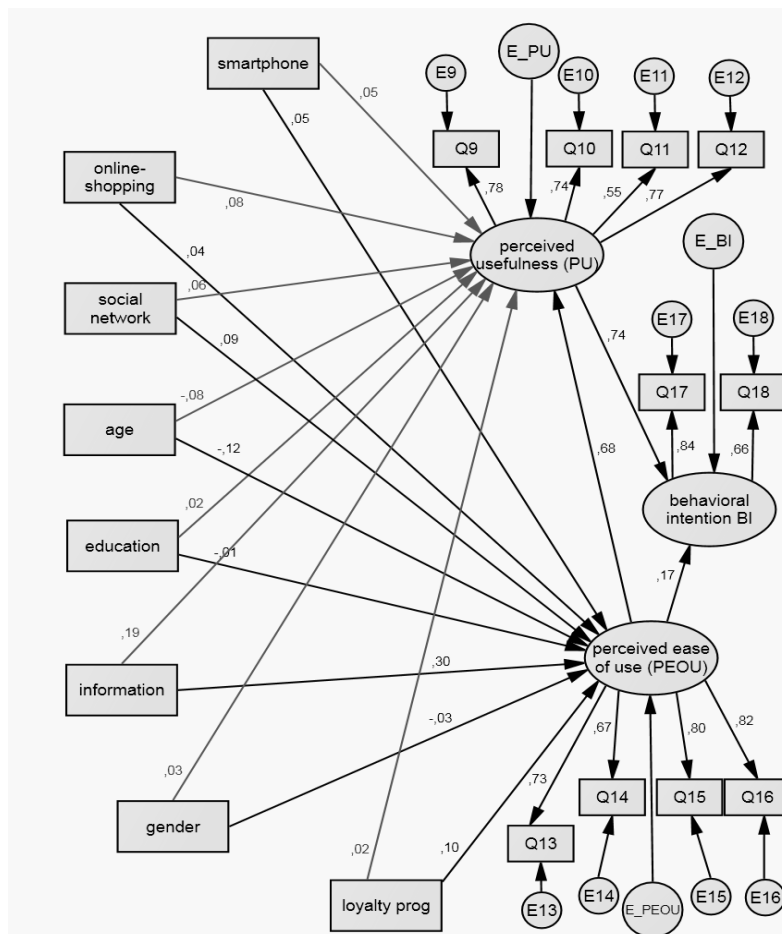 smartphone
E_PU
E9
E10
E11
E12
,05
,05
Q9
Q10
Q11
Q12
online-
shopping
,78
,74
,55
,77
,08
perceived
usefulness (PU)
E_BI
,04
social
network
,06
,09
,74
E17
E18
Q17
Q18
-,08
age
-,12
,68
,84
,66
,02
behavioral
intention BI
education
-,01
,17
,19
perceived ease
of use (PEOU)
information
,30
-,03
,67
,80
,82
,03
,73
Q14
Q15
Q16
gender
,02
,10
Q13
loyalty prog
E13
E14
E_PEOU
E15
E16